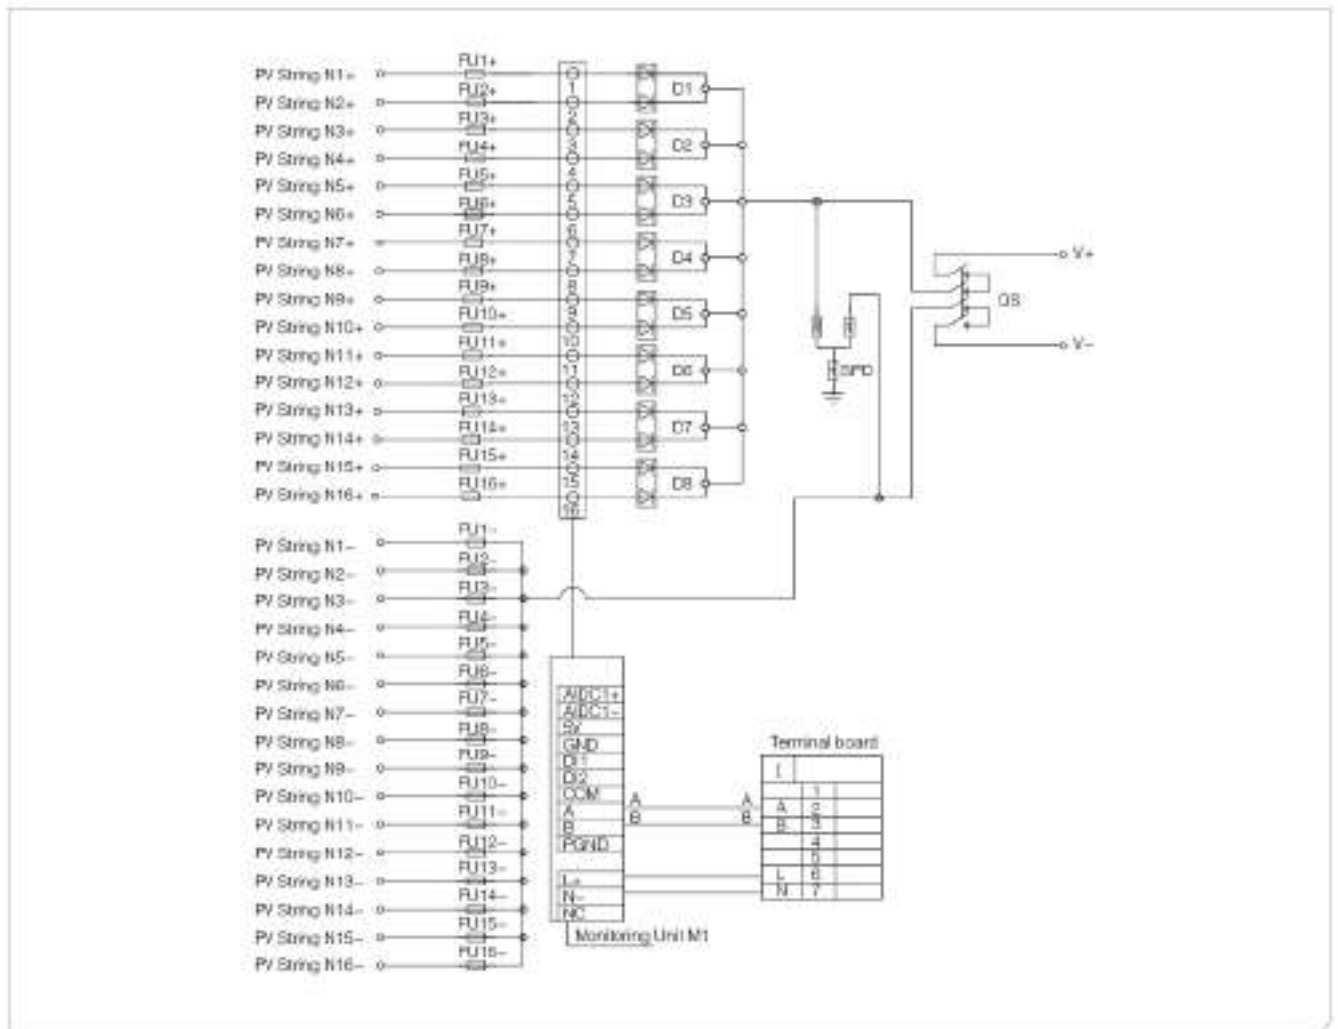 PV String N1+ FU1+
1
PV String N2+ FU2+
D1
2
PV String N3+ FU3+
3
PV String N4+ FU4+
D2
4
PV String N5+ FU5+
5
PV String N6+ FU6+
D3
6
PV String N7+ FU7+
7
PV String N8+ FU8+
D4
8
PV String N9+ FU9+
9
PV String N10+ FU10+
D5
10
PV String N11+ FU11+
11
PV String N12+ FU12+
D6
12
PV String N13+ FU13+
13
PV String N14+ FU14+
D7
14
PV String N15+ FU15+
15
PV String N16+ FU16+
D8
16
V+
QS
V-
SPD
PV String N1- FU1-
PV String N2- FU2-
PV String N3- FU3-
PV String N4- FU4-
PV String N5- FU5-
PV String N6- FU6-
PV String N7- FU7-
PV String N8- FU8-
PV String N9- FU9-
PV String N10- FU10-
PV String N11- FU11-
PV String N12- FU12-
PV String N13- FU13-
PV String N14- FU14-
PV String N15- FU15-
PV String N16- FU16-
AIDC1+
AIDC1-
5V
GND
DI1
DI2
COM
A
B
PGND
L+
N-
NC
Monitoring Unit M1
A A
B B
Terminal board
I
1
A 2
B 3
4
5
L 6
N 7